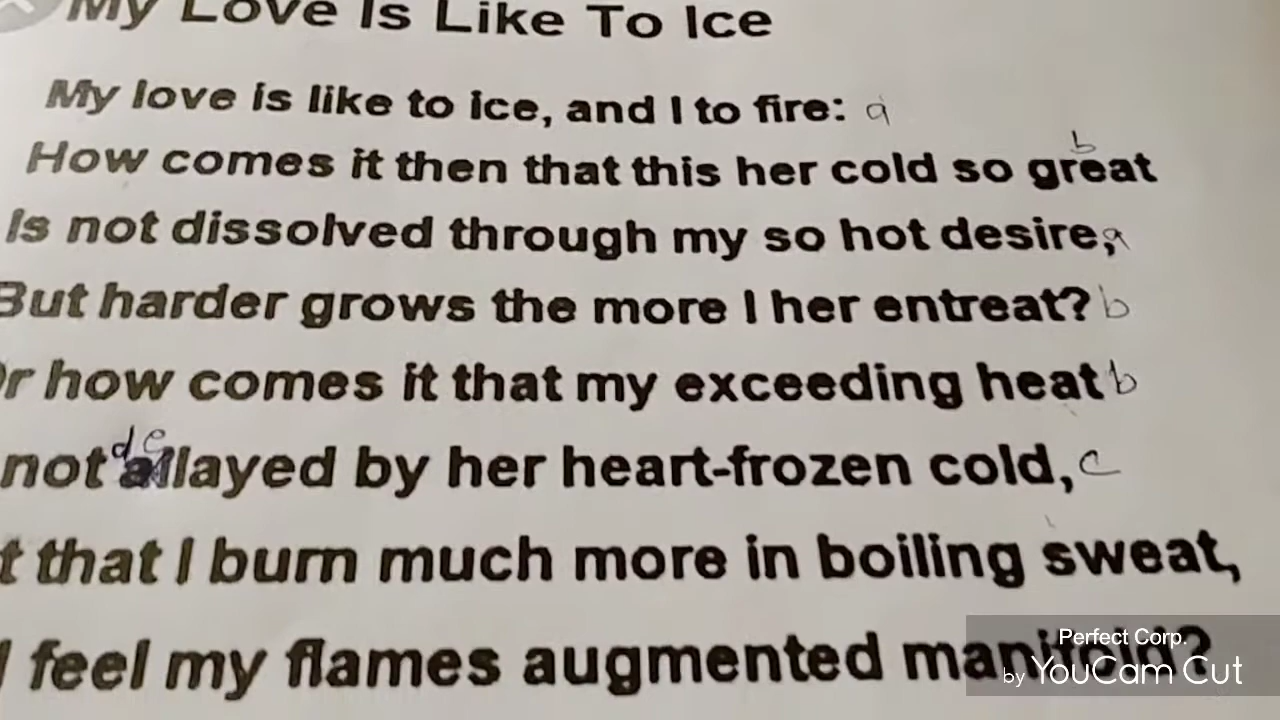 My Love Is Like To Ice
My love is like to ice, and I to fire: a
b
How comes it then that this her cold so great
Is not dissolved through my so hot desire, a
But harder grows the more I her entreat? b
Or how comes it that my exceeding heat b
de
not allayed by her heart-frozen cold, c
that I burn much more in boiling sweat,
feel my flames augmented manifold?
Perfect Corp.
by YouCam Cut